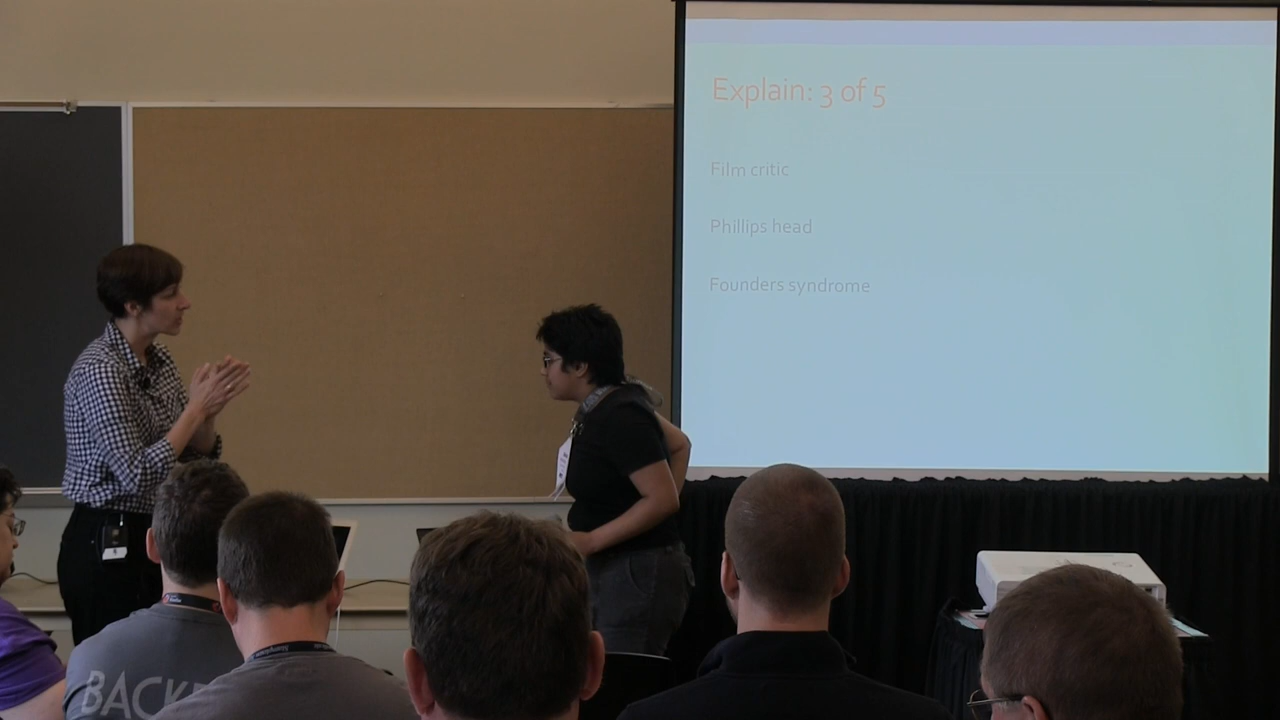 Explain: 3 of 5
Film critic
Phillips head
Founders syndrome